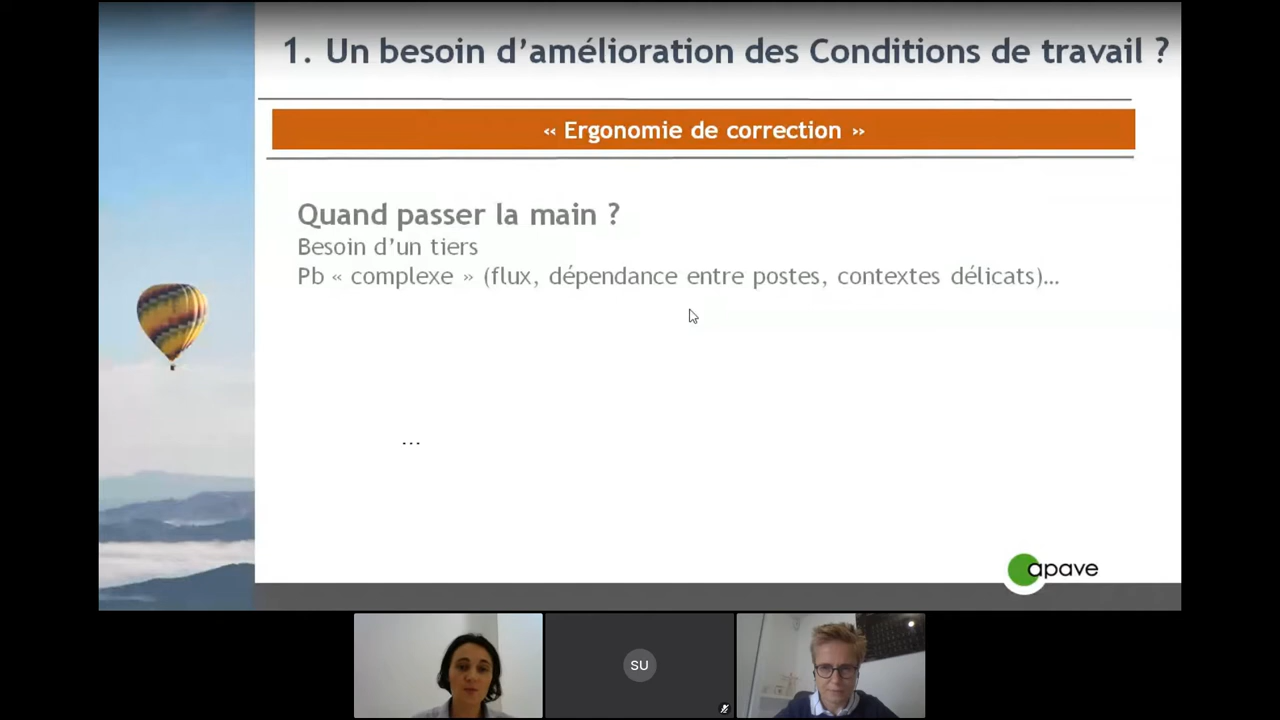 1. Un besoin d’amélioration des Conditions de travail ?
« Ergonomie de correction »
Quand passer la main ?
Besoin d’un tiers
Pb « complexe » (flux, dépendance entre postes, contextes délicats)…
...
apave
SU